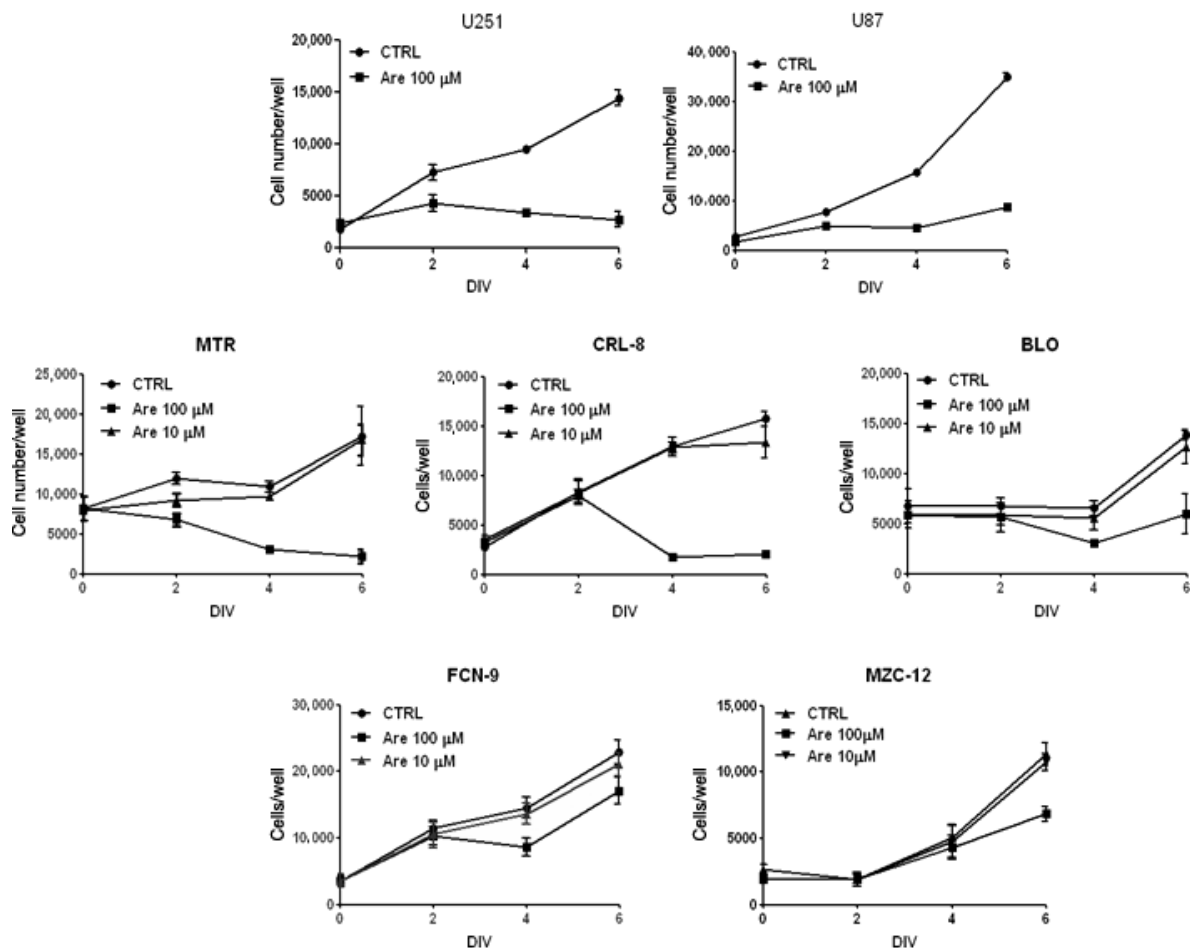 U251
20,000
15,000
10,000
5000
0
Cell number/well
CTRL
Are 100 μM
0 2 4 6
DIV
U87
40,000
30,000
20,000
10,000
0
Cell number/well
CTRL
Are 100 μM
0 2 4 6
DIV
MTR
25,000
20,000
15,000
10,000
5000
0
Cell number/well
CTRL
Are 100 μM
Are 10 μM
0 2 4 6
DIV
CRL-8
20,000
15,000
10,000
5000
0
Cells/well
CTRL
Are 100 μM
Are 10 μM
0 2 4 6
DIV
BLO
20,000
15,000
10,000
5000
0
Cells/well
CTRL
Are 100 μM
Are 10 μM
0 2 4 6
DIV
FCN-9
30,000
20,000
10,000
0
Cells/well
CTRL
Are 100 μM
Are 10 μM
0 2 4 6
DIV
MZC-12
15,000
10,000
5000
0
Cells/well
CTRL
Are 100μM
Are 10μM
0 2 4 6
DIV